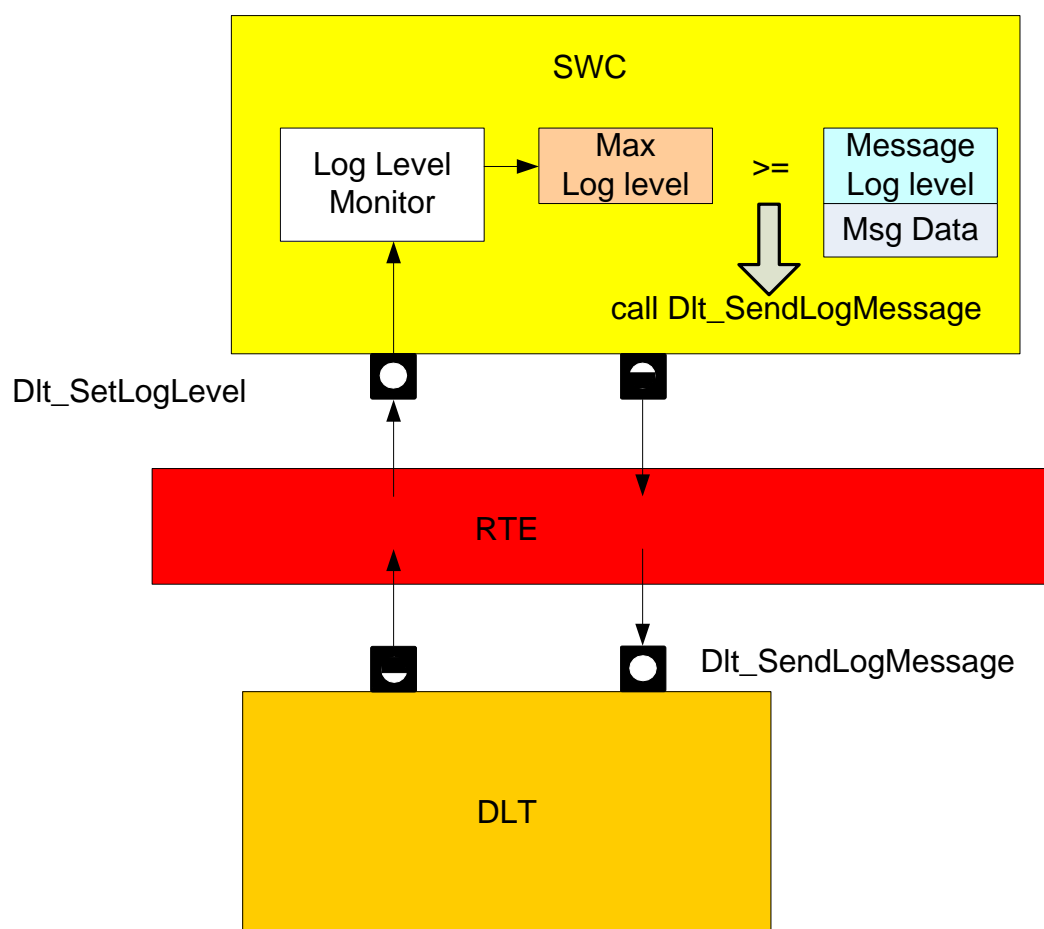 SWC
Log Level
Monitor
Max
Log level
>=
Message
Log level
Msg Data
call Dlt_SendLogMessage
Dlt_SetLogLevel
RTE
Dlt_SendLogMessage
DLT